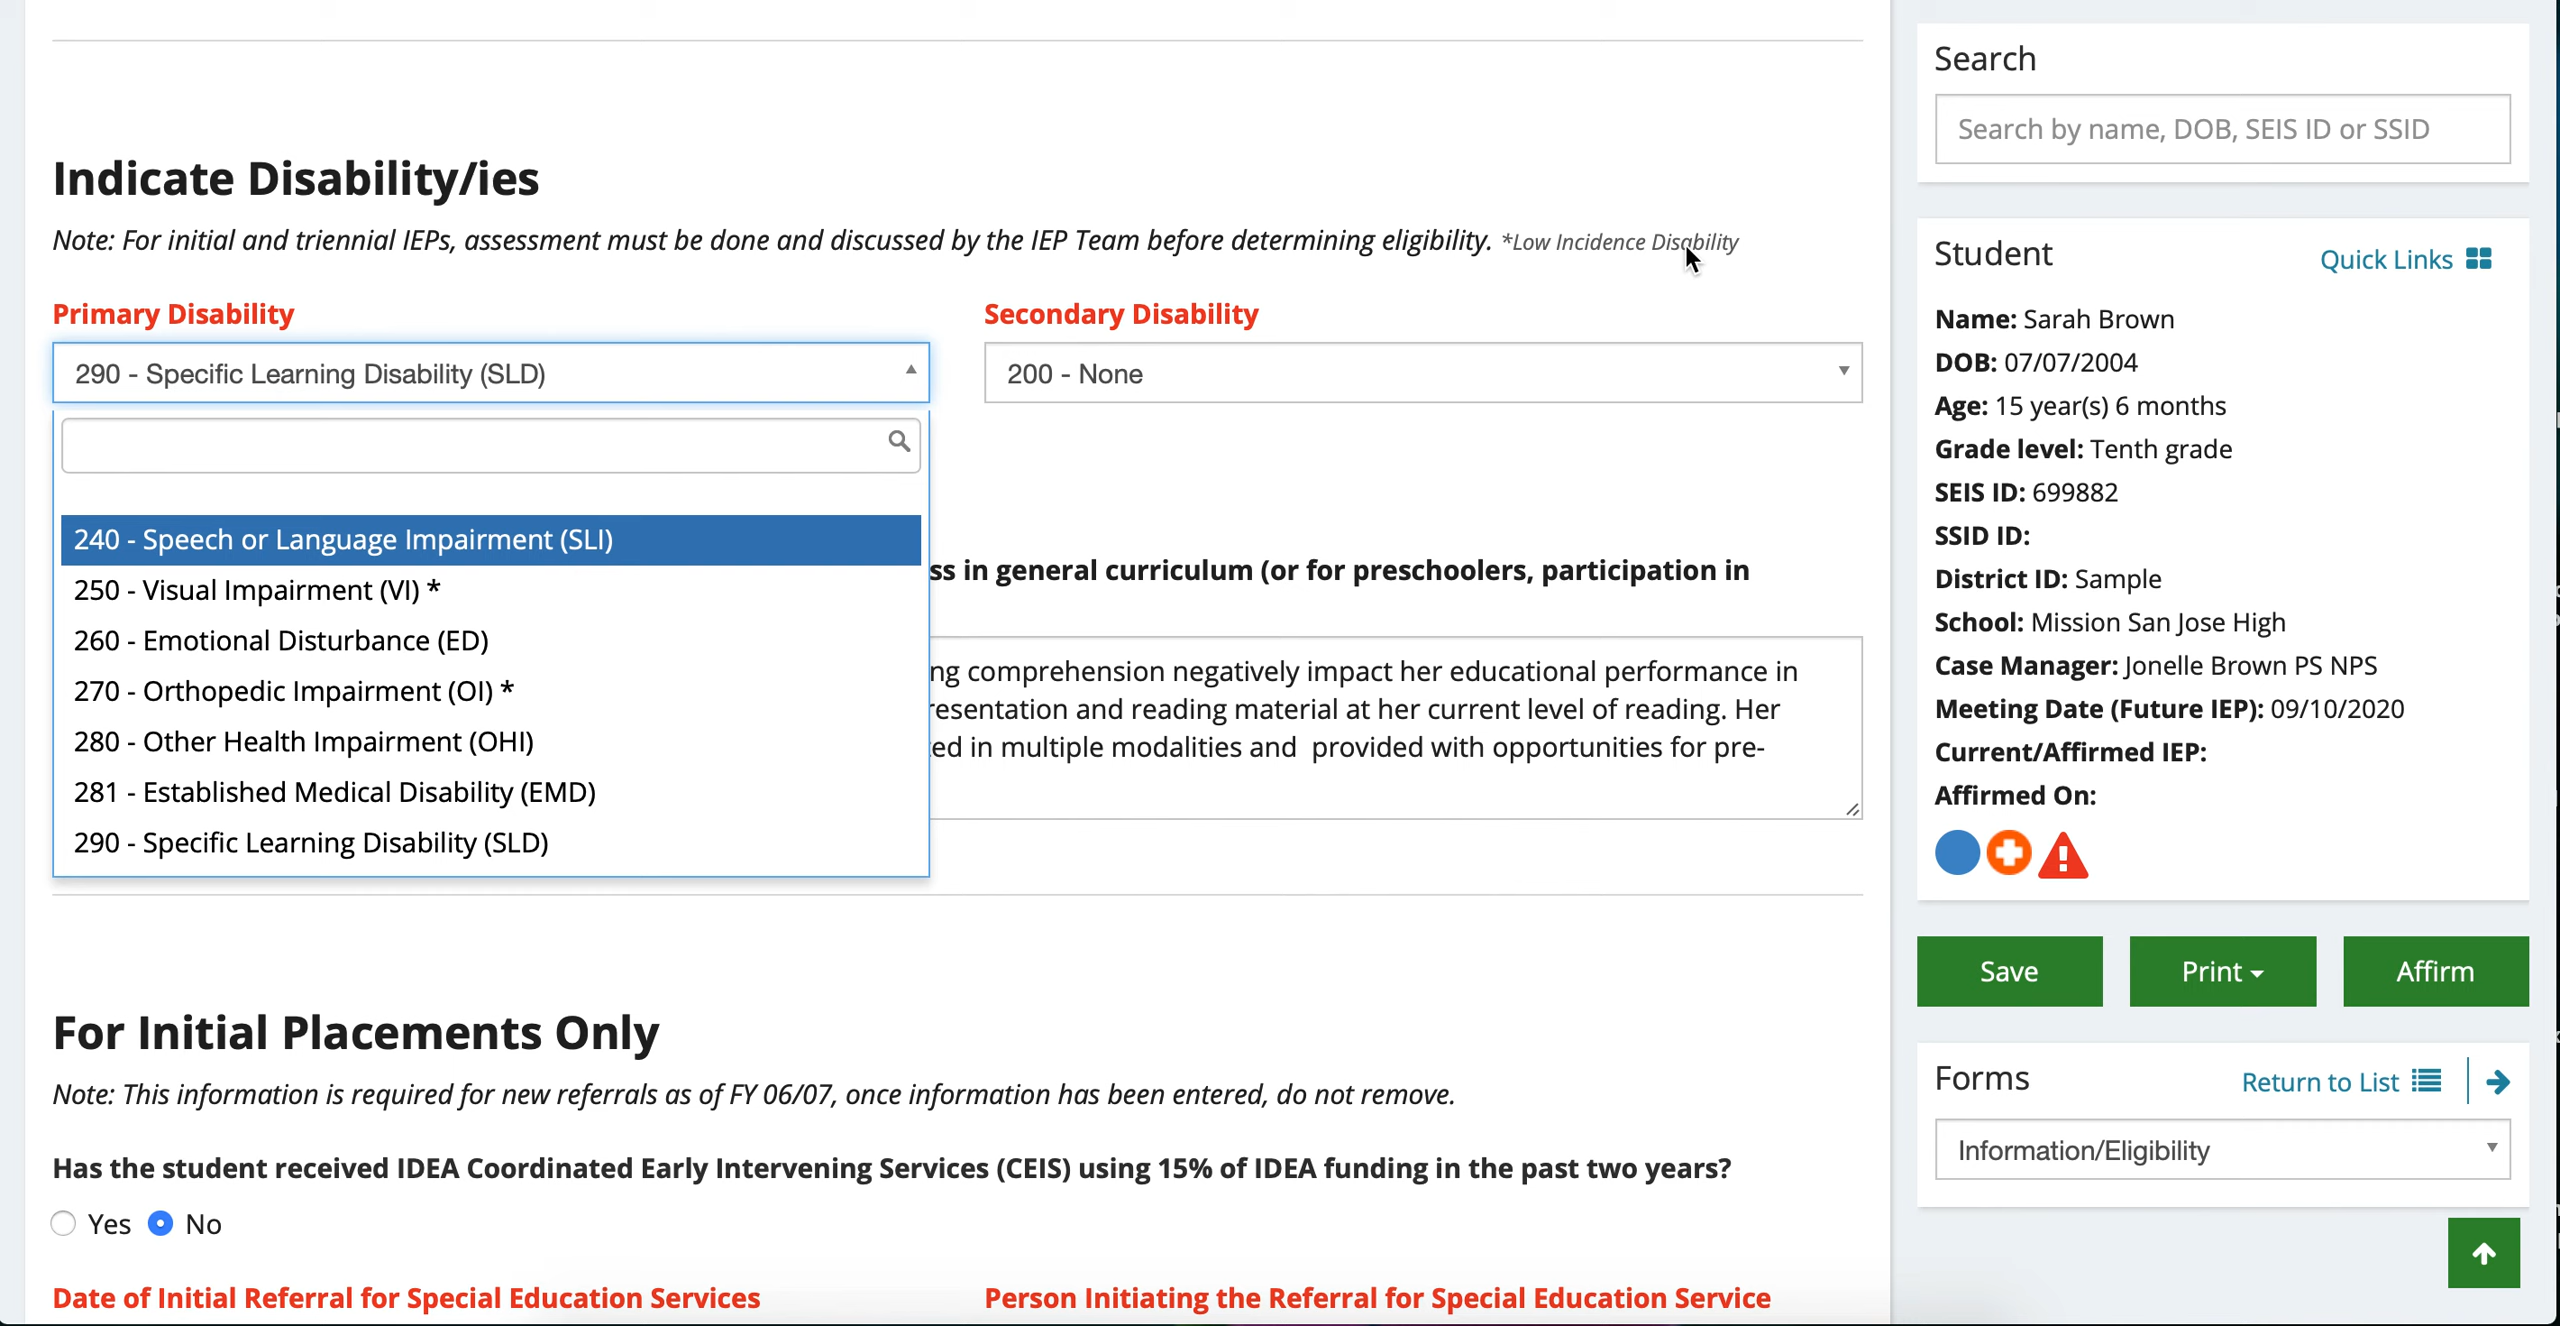 Indicate Disability/ies
Note: For initial and triennial IEPs, assessment must be done and discussed by the IEP Team before determining eligibility. *Low Incidence Disability
Primary Disability
Secondary Disability
290 - Specific Learning Disability (SLD)
200 - None
240 - Speech or Language Impairment (SLI)
250 - Visual Impairment (VI) *
260 - Emotional Disturbance (ED)
270 - Orthopedic Impairment (OI) *
280 - Other Health Impairment (OHI)
281 - Established Medical Disability (EMD)
290 - Specific Learning Disability (SLD)
in general curriculum (or for preschoolers, participation in
comprehension negatively impact her educational performance in
and reading material at her current level of reading. Her
in multiple modalities and provided with opportunities for pre-
For Initial Placements Only
Note: This information is required for new referrals as of FY 06/07, once information has been entered, do not remove.
Has the student received IDEA Coordinated Early Intervening Services (CEIS) using 15% of IDEA funding in the past two years?
Yes No
Date of Initial Referral for Special Education Services
Person Initiating the Referral for Special Education Service
Search
Search by name, DOB, SEIS ID or SSID
Student
Quick Links
Name: Sarah Brown
DOB: 07/07/2004
Age: 15 year(s) 6 months
Grade level: Tenth grade
SEIS ID: 699882
SSID ID:
District ID: Sample
School: Mission San Jose High
Case Manager: Jonelle Brown PS NPS
Meeting Date (Future IEP): 09/10/2020
Current/Affirmed IEP:
Affirmed On:
Save
Print
Affirm
Forms
Return to List
Information/Eligibility